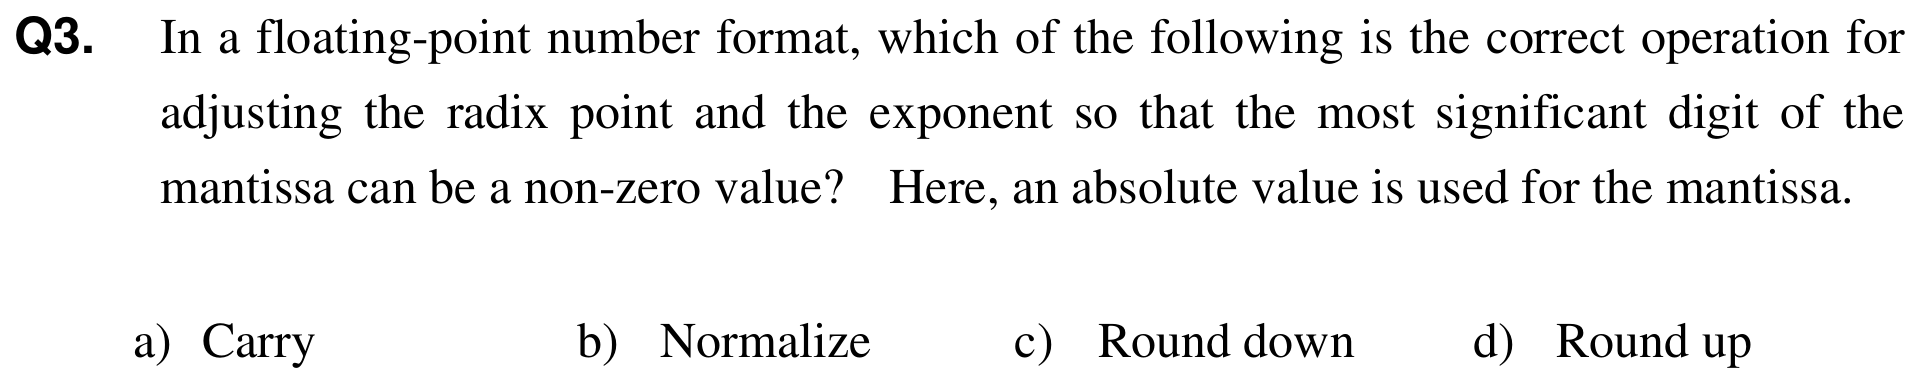 Q3. In a floating-point number format, which of the following is the correct operation for
adjusting the radix point and the exponent so that the most significant digit of the
mantissa can be a non-zero value? Here, an absolute value is used for the mantissa.
a) Carry b) Normalize c) Round down d) Round up